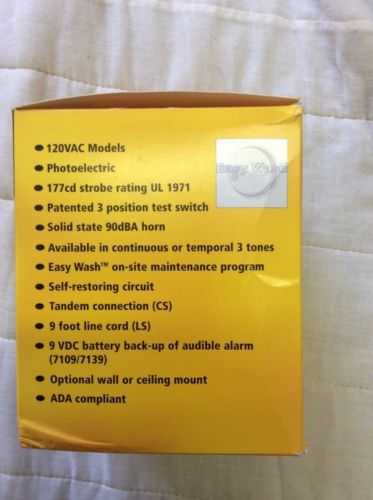 120VAC Models
Photoelectric
177cd strobe rating UL 1971
Patented 3 position test switch
Solid state 90dBA horn
Available in continuous or temporal 3 tones
Easy Wash™ on-site maintenance program
Self-restoring circuit
Tandem connection (CS)
9 foot line cord (LS)
9 VDC battery back-up of audible alarm
(7109/7139)
Optional wall or ceiling mount
ADA compliant
Easy Wash